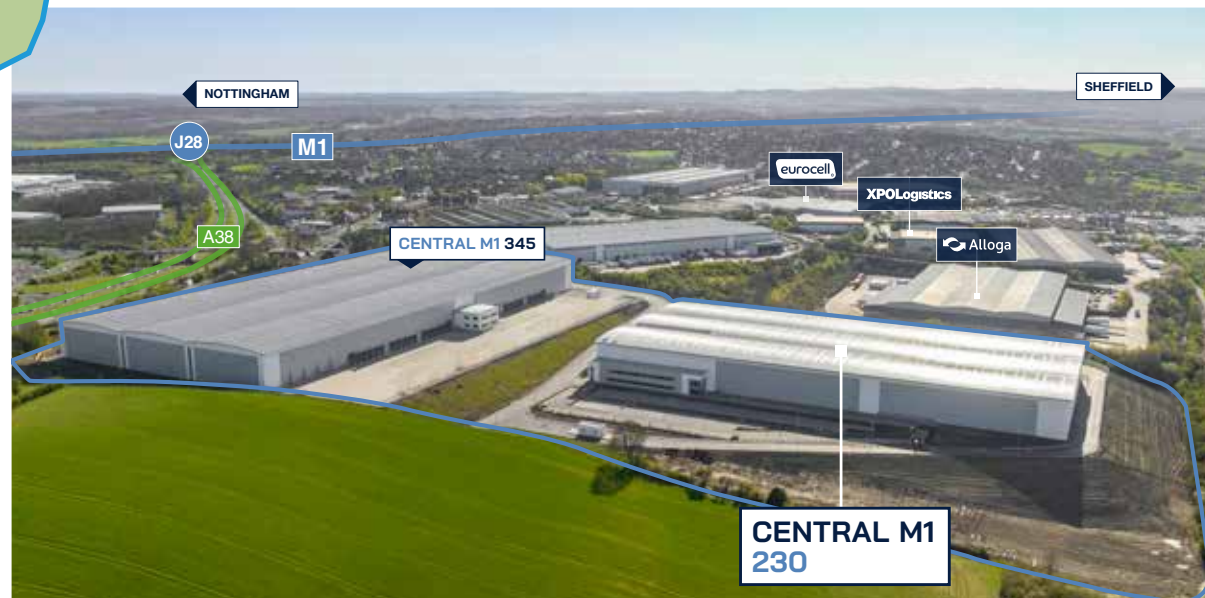 NOTTINGHAM
SHEFFIELD
J28
M1
eurocell
XPOLogistics
A38
CENTRAL M1 345
Alloga
CENTRAL M1
230